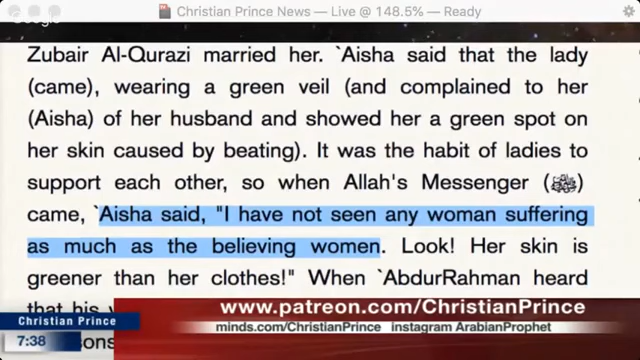 Christian Prince News — Live @ 148.5% — Ready
Zubair Al-Qurazi married her. `Aisha said that the lady
(came), wearing a green veil (and complained to her
(Aisha) of her husband and showed her a green spot on
her skin caused by beating). It was the habit of ladies to
support each other, so when Allah's Messenger (ﷺ)
came, `Aisha said, "I have not seen any woman suffering
as much as the believing women. Look! Her skin is
greener than her clothes!" When `AbdurRahman heard
that his
www.patreon.com/ChristianPrince
Christian Prince
minds.com/ChristianPrince instagram ArabianProphet
7:38